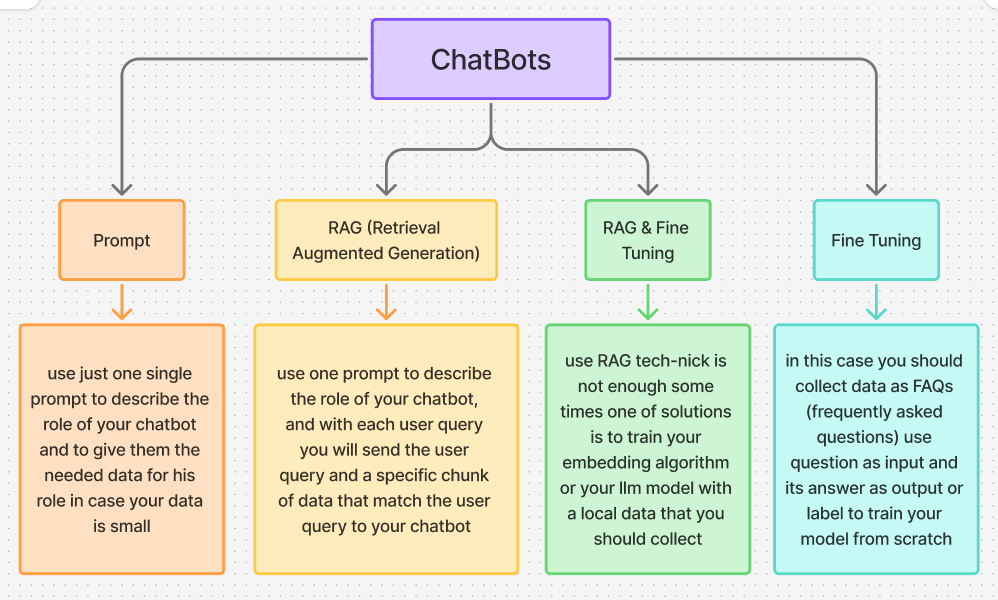 ChatBots
Prompt
RAG (Retrieval
Augmented Generation)
RAG & Fine
Tuning
Fine Tuning
use just one single
prompt to describe the
role of your chatbot
and to give them the
needed data for his
role in case your data
is small
use one prompt to describe
the role of your chatbot,
and with each user query
you will send the user
query and a specific chunk
of data that match the user
query to your chatbot
use RAG tech-nick is
not enough some
times one of solutions
is to train your
embedding algorithm
or your llm model with
a local data that you
should collect
in this case you should
collect data as FAQs
(frequently asked
questions) use
question as input and
its answer as output or
label to train your
model from scratch